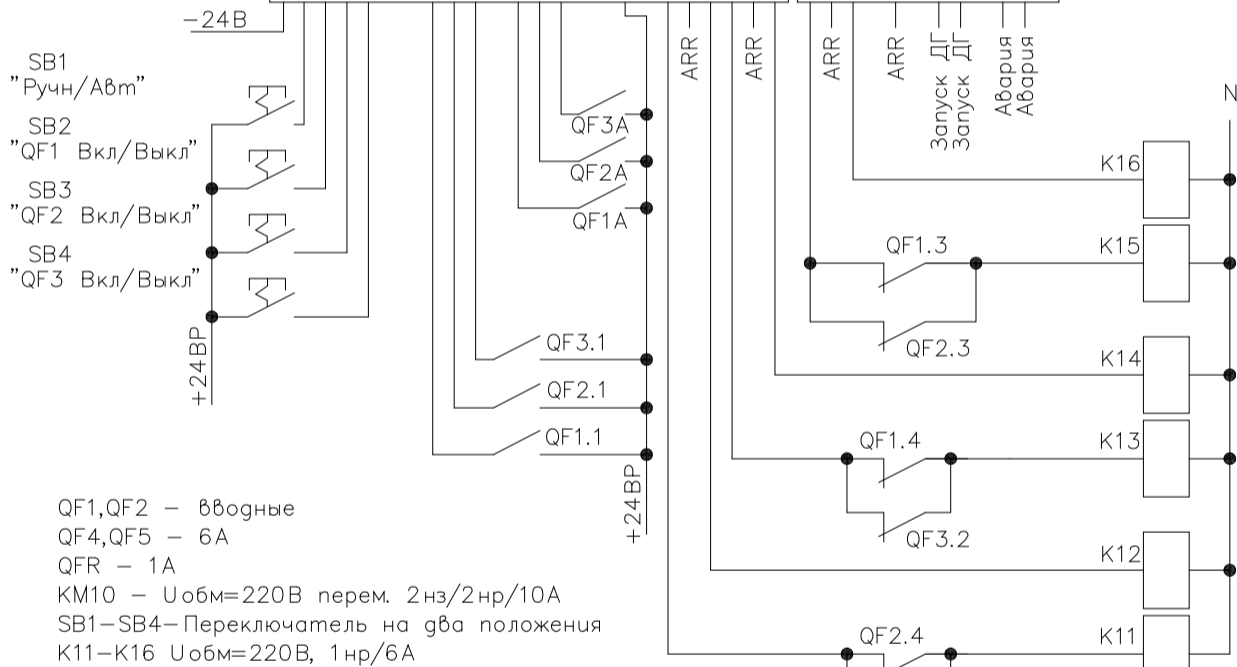 -24В
SB1
"Ручн/Авт"
SB2
"QF1 Вкл/Выкл"
SB3
"QF2 Вкл/Выкл"
SB4
"QF3 Вкл/Выкл"
+24ВР
QF3A
QF2A
QF1A
QF3.1
QF2.1
QF1.1
+24ВР
ARR
ARR
ARR
ARR
Запуск ДГ
Запуск ДГ
Авария
Авария
N
K16
QF1.3
K15
QF2.3
K14
QF1.4
K13
QF3.2
K12
QF2.4
K11
QF1,QF2 - вводные
QF4,QF5 - 6А
QFR - 1А
KM10 - Uобм=220В перем. 2нз/2нр/10А
SB1-SB4-Переключатель на два положения
K11-K16 Uобм=220В, 1нр/6А